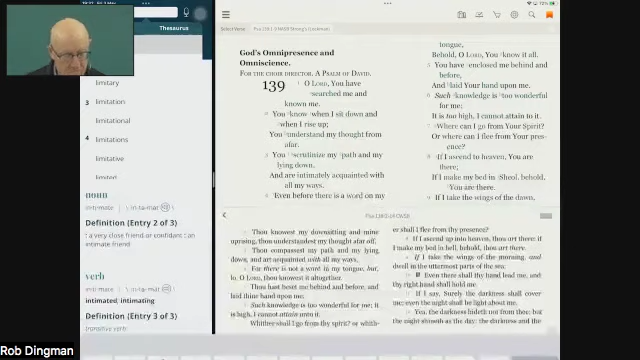 Thesaurus
limitary
3 limitation
limitational
4 limitations
limitative
limited
noun
Definition (Entry 2 of 3)
: a very close friend or confidant : an
intimate friend
verb
intimated; intimating
Definition (Entry 3 of 3)
transitive verb
72%
God's Omnipresence and
Omniscience.
FOR THE CHOIR DIRECTOR. A PSALM OF DAVID.
139 O LORD, You have
searched me and
known me.
You know when I sit down and
when I rise up;
You understand my thought from
afar.
You scrutinize my path and my
lying down,
And are intimately acquainted with
all my ways.
Even before there is a word on my
tongue,
Behold, O LORD, You know it all.
You have enclosed me behind and
before,
And laid Your hand upon me.
Such knowledge is too wonderful
for me;
It is too high, I cannot attain to it.
Where can I go from Your Spirit?
Or where can I flee from Your pres-
ence?
If I ascend to heaven, You are
there;
If I make my bed in Sheol, behold,
You are there.
If I take the wings of the dawn,
Thou knowest my downsitting and mine
uprising, thou understandest my thought afar off.
Thou compassest my path and my lying
down, and art acquainted with all my ways.
For there is not a word in my tongue, but,
lo, O LORD, thou knowest it altogether.
Thou hast beset me behind and before, and
laid thine hand upon me.
Such knowledge is too wonderful for me; it
is high, I cannot attain unto it.
Whither shall I go from thy spirit? or whith-
er shall I flee from thy presence?
If I ascend up into heaven, thou art there: if
I make my bed in hell, behold, thou art there.
If I take the wings of the morning, and
dwell in the uttermost parts of the sea,
Even there shall thy hand lead me, and
thy right hand shall hold me.
If I say, Surely the darkness shall cover
me; even the night shall be light about me.
Yea, the darkness hideth not from thee; but
the night shineth as the day: the darkness and the
Rob Dingman